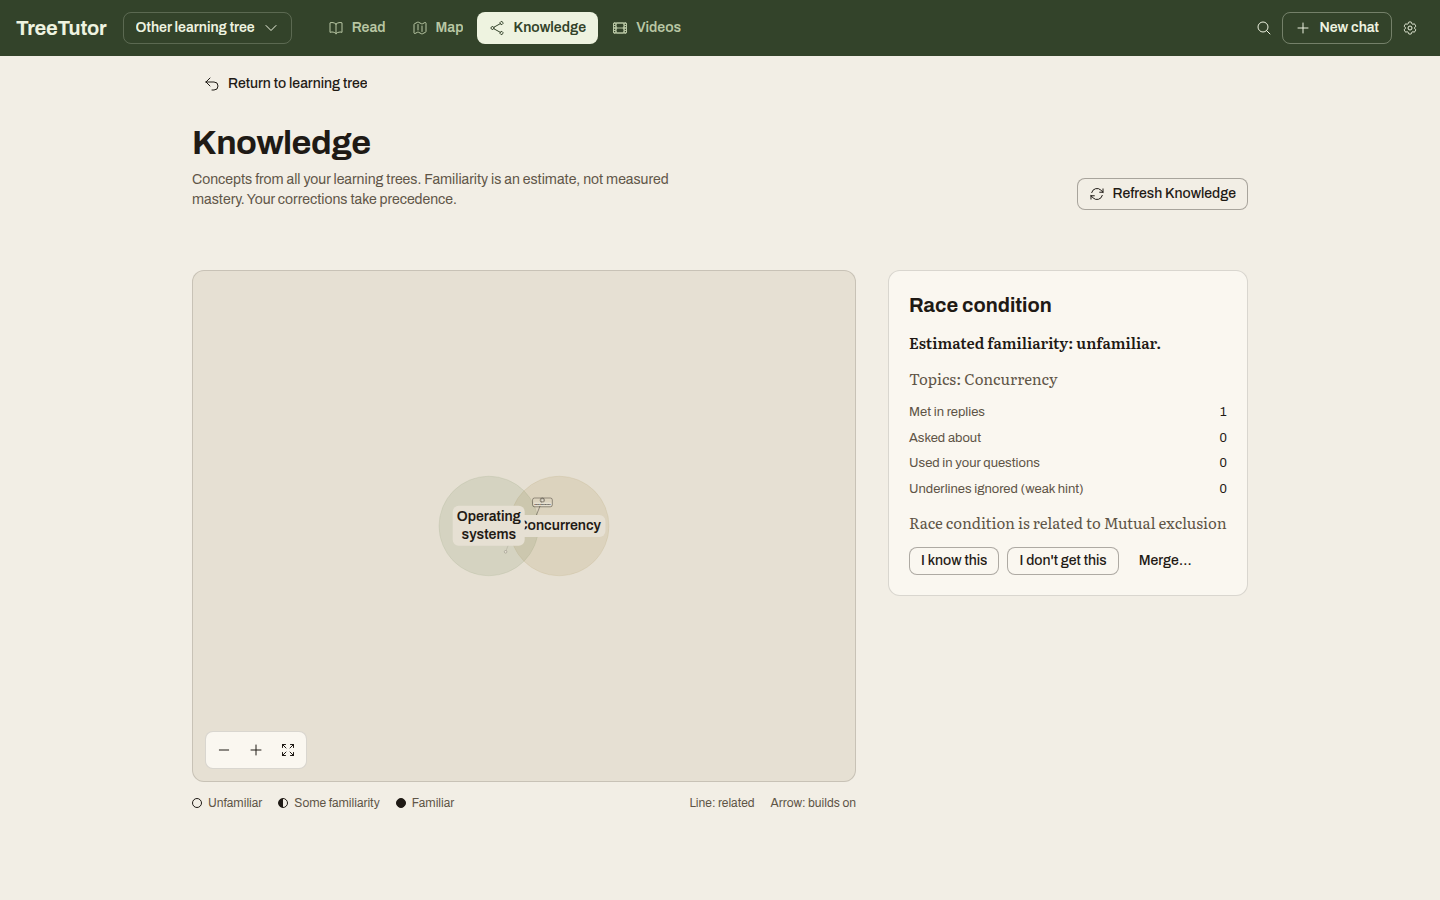 TreeTutor
Other learning tree
Read
Map
Knowledge
Videos
New chat
Return to learning tree
Knowledge
Concepts from all your learning trees. Familiarity is an estimate, not measured
mastery. Your corrections take precedence.
Refresh Knowledge
Operating
systems
Concurrency
Unfamiliar
Some familiarity
Familiar
Line: related
Arrow: builds on
Race condition
Estimated familiarity: unfamiliar.
Topics: Concurrency
Met in replies 1
Asked about 0
Used in your questions 0
Underlines ignored (weak hint) 0
Race condition is related to Mutual exclusion
I know this
I don't get this
Merge...